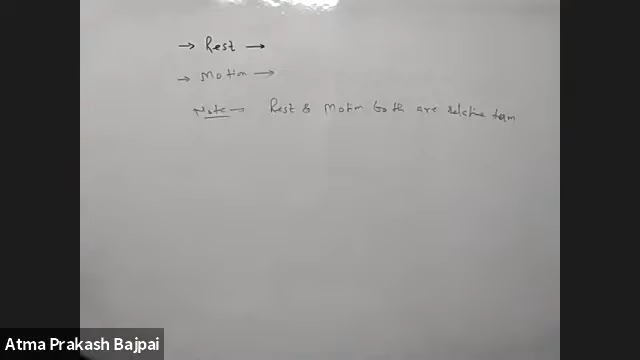 → Rest →
→ Motion →
Note → Rest & Motion both are relative term
Atma Prakash Bajpai